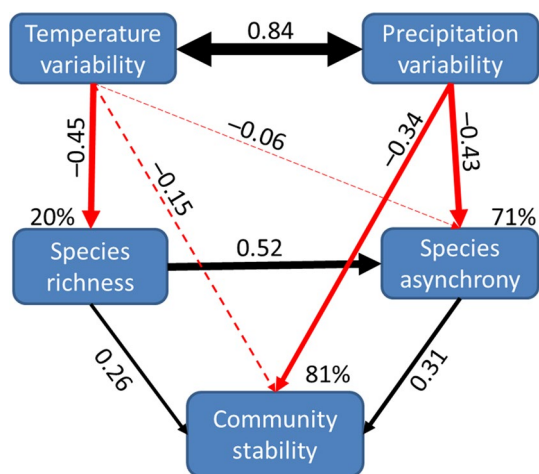 Temperature
variability
0.84
Precipitation
variability
−0.45
−0.15
−0.06
−0.34
−0.43
20%
71%
Species
richness
0.52
Species
asynchrony
0.26
81%
0.31
Community
stability